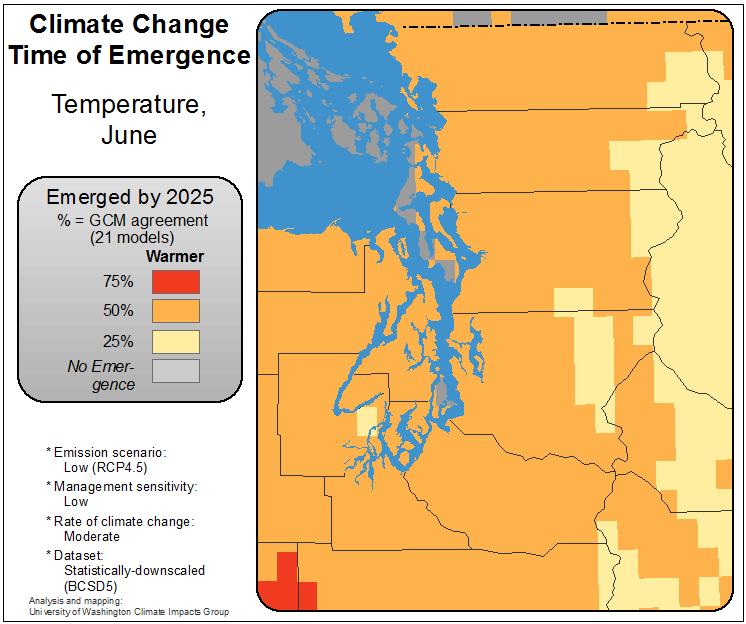 Climate Change
Time of Emergence
Temperature,
June
Emerged by 2025
% = GCM agreement
(21 models)
Warmer
75%
50%
25%
No Emer-
gence
* Emission scenario:
Low (RCP4.5)
* Management sensitivity:
Low
* Rate of climate change:
Moderate
* Dataset:
Statistically-downscaled
(BCSD5)
Analysis and mapping:
University of Washington Climate Impacts Group